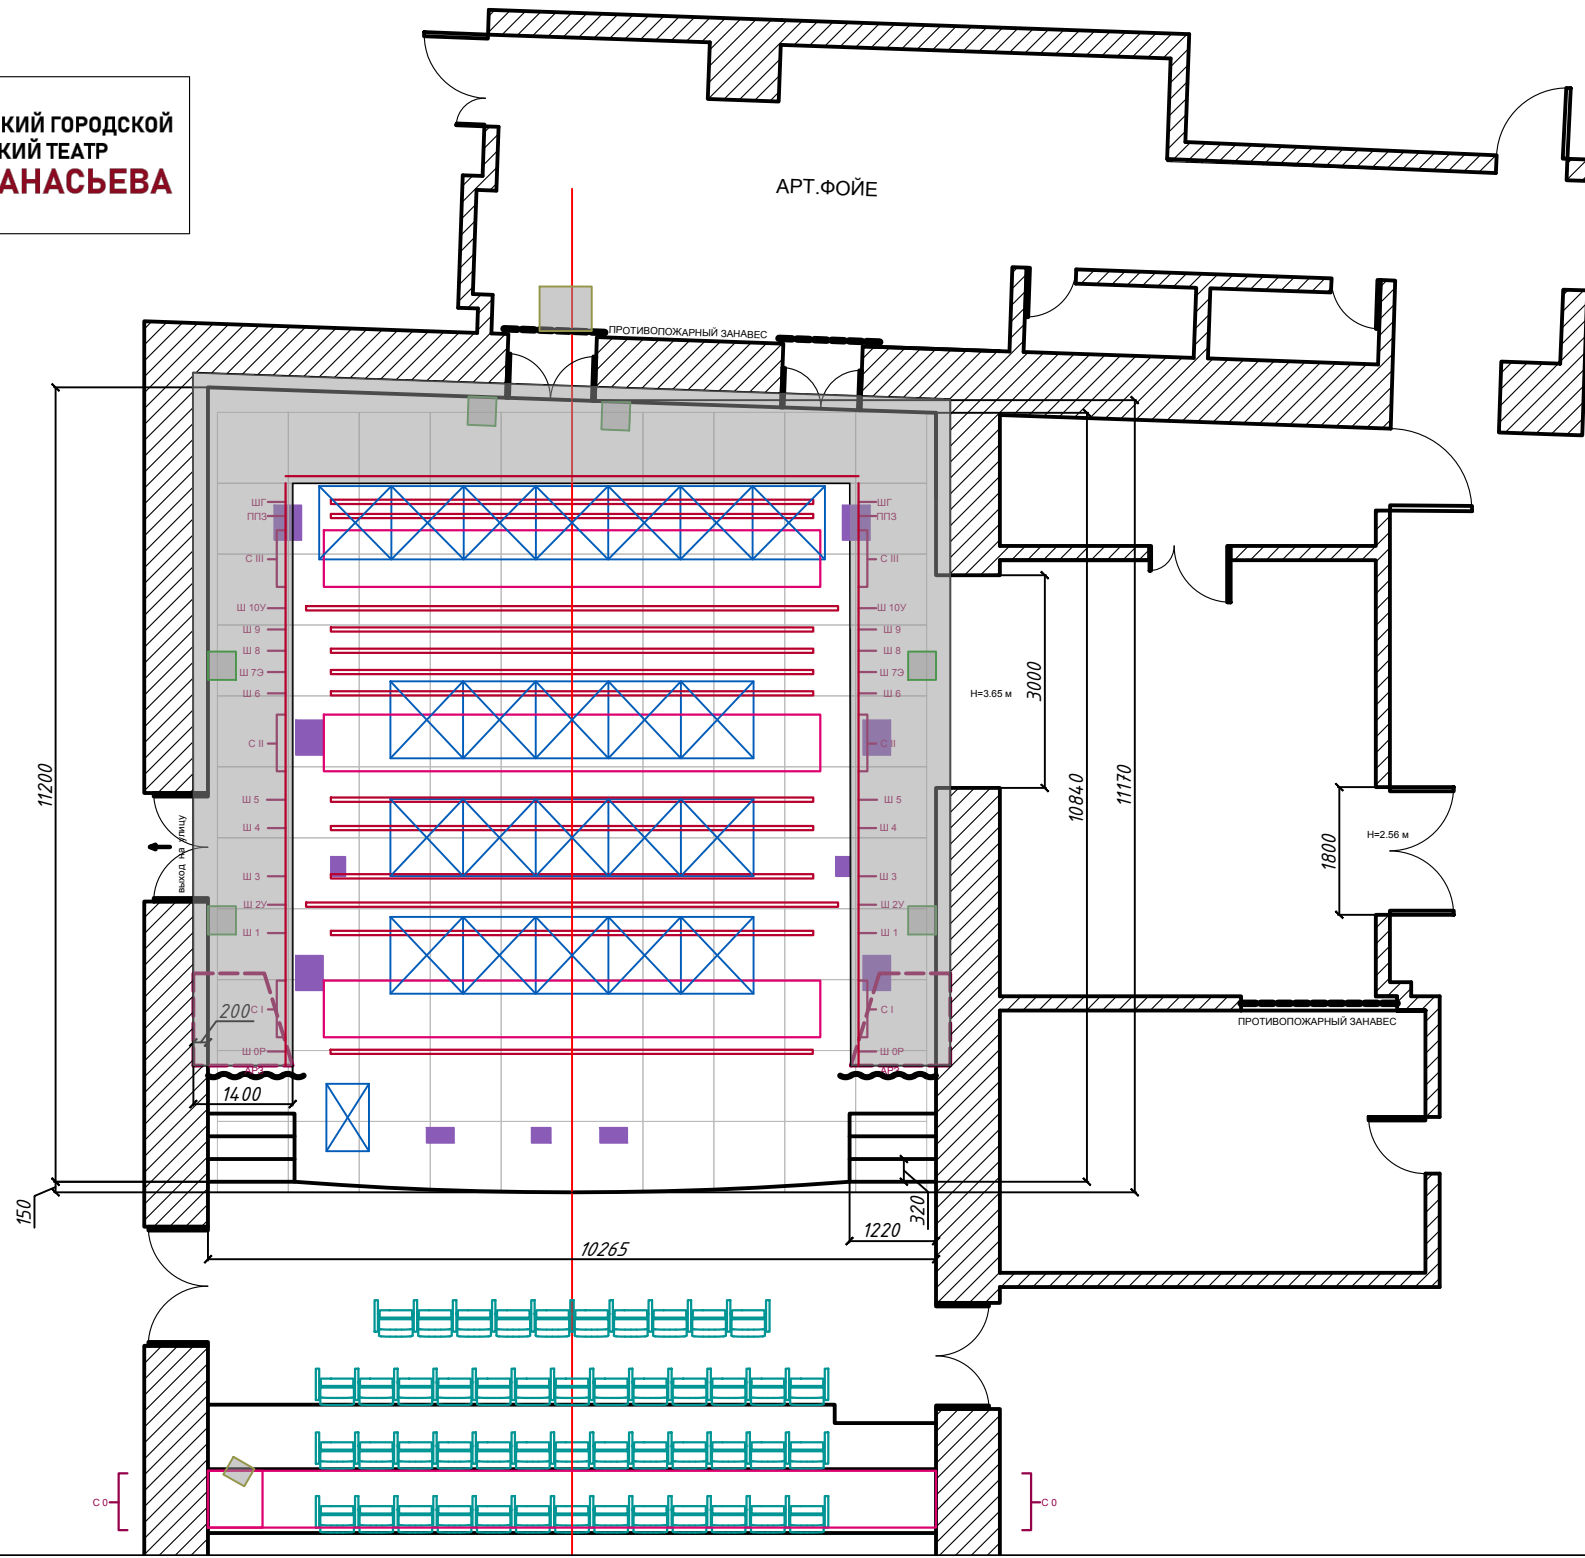 КИЙ ГОРОДСКОЙ
КИЙ ТЕАТР
АНАСЬЕВА
АРТ.ФОЙЕ
ПРОТИВОПОЖАРНЫЙ ЗАНАВЕС
ШГ
ШГ
ППЗ
ППЗ
С III
С III
Ш 10У
Ш 10У
Ш 9
Ш 9
Ш 8
Ш 8
Ш 7Э
Ш 7Э
Ш 6
Ш 6
Н=3.65 м
3000
С II
С II
11200
10840
11170
Ш 5
Ш 5
Ш 4
Ш 4
выход на улицу
1800
Н=2.56 м
Ш 3
Ш 3
Ш 2У
Ш 2У
Ш 1
Ш 1
200
С I
С I
ПРОТИВОПОЖАРНЫЙ ЗАНАВЕС
Ш 0Р
Ш 0Р
АРЗ
АРЗ
1400
150
320
1220
10265
С 0
С 0